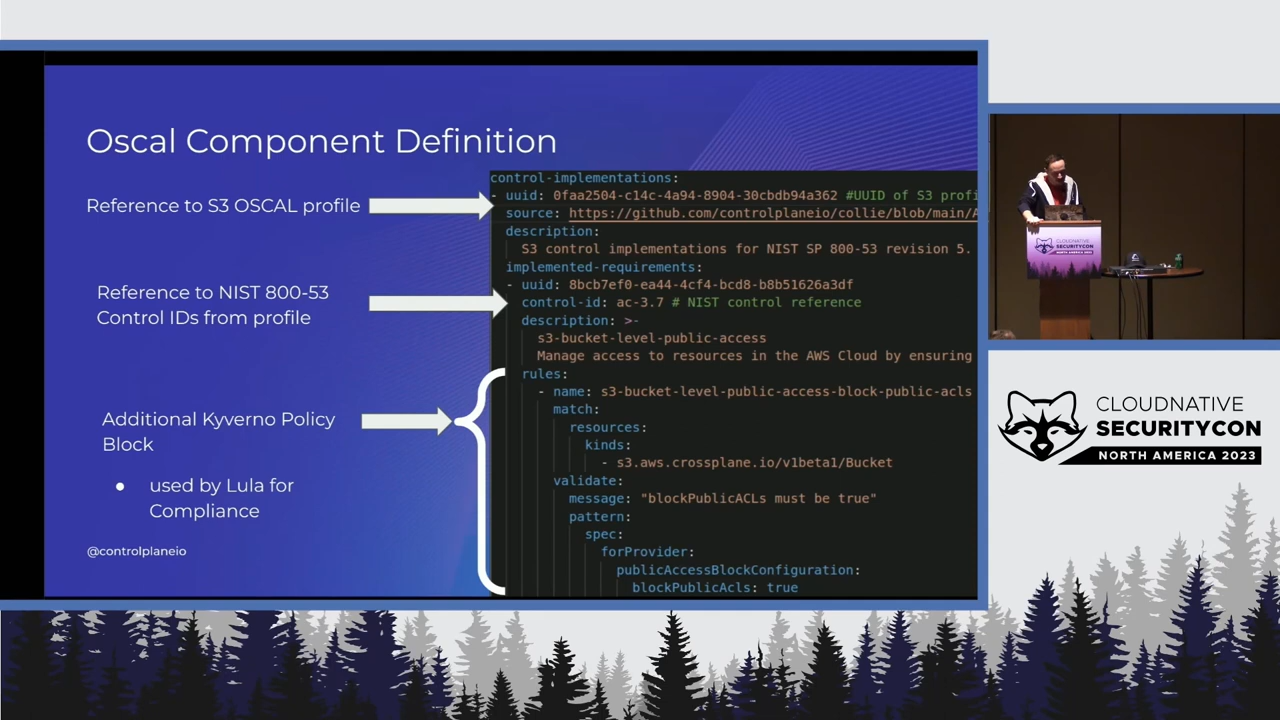 Oscal Component Definition
Reference to S3 OSCAL profile
Reference to NIST 800-53
Control IDs from profile
Additional Kyverno Policy
Block
● used by Lula for
Compliance
@controlplaneio
control-implementations:
- uuid: 0faa2504-c14c-4a94-8904-30cbdb94a362 #UUID of S3 profi
source: https://github.com/controlplaneio/collie/blob/main/A
description:
S3 control implementations for NIST SP 800-53 revision 5.
implemented-requirements:
- uuid: 8bcb7ef0-ea44-4cf4-bcd8-b8b51626a3df
control-id: ac-3.7 # NIST control reference
description: >-
s3-bucket-level-public-access
Manage access to resources in the AWS Cloud by ensuring
rules:
- name: s3-bucket-level-public-access-block-public-acls
match:
resources:
kinds:
- s3.aws.crossplane.io/v1beta1/Bucket
validate:
message: "blockPublicACLs must be true"
pattern:
spec:
forProvider:
publicAccessBlockConfiguration:
blockPublicAcls: true
CLOUDNATIVE
SECURITYCON
NORTH AMERICA 2023
CLOUDNATIVE
SECURITYCON
NORTH AMERICA 2023